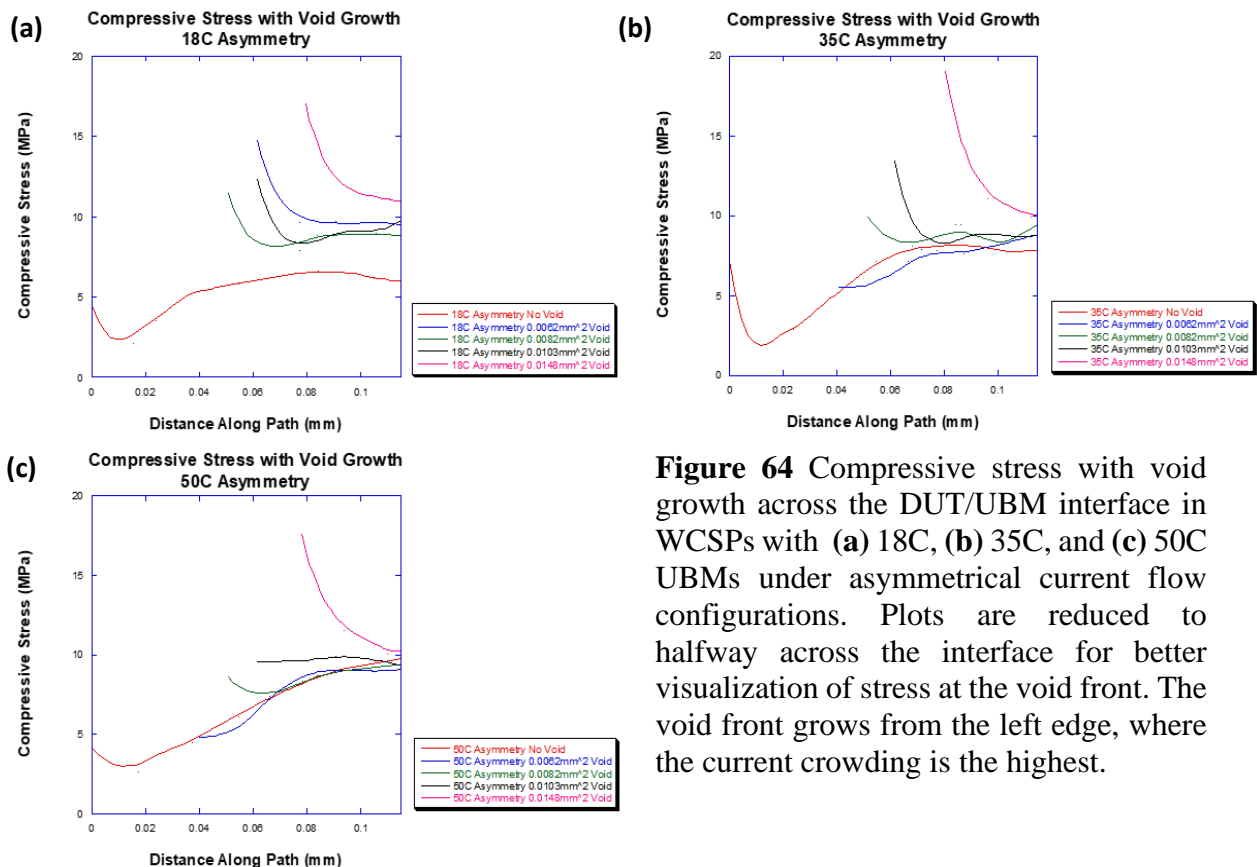 (a)
Compressive Stress with Void Growth
18C Asymmetry
20
15
10
5
0
Compressive Stress (MPa)
0 0.02 0.04 0.06 0.08 0.1
Distance Along Path (mm)
18C Asymmetry No Void
18C Asymmetry 0.0062mm^2 Void
18C Asymmetry 0.0082mm^2 Void
18C Asymmetry 0.0103mm^2 Void
18C Asymmetry 0.0148mm^2 Void
(b)
Compressive Stress with Void Growth
35C Asymmetry
20
15
10
5
0
Compressive Stress (MPa)
0 0.02 0.04 0.06 0.08 0.1
Distance Along Path (mm)
35C Asymmetry No Void
35C Asymmetry 0.0062mm^2 Void
35C Asymmetry 0.0082mm^2 Void
35C Asymmetry 0.0103mm^2 Void
35C Asymmetry 0.0148mm^2 Void
(c)
Compressive Stress with Void Growth
50C Asymmetry
20
15
10
5
0
Compressive Stress (MPa)
0 0.02 0.04 0.06 0.08 0.1
Distance Along Path (mm)
50C Asymmetry No Void
50C Asymmetry 0.0062mm^2 Void
50C Asymmetry 0.0082mm^2 Void
50C Asymmetry 0.0103mm^2 Void
50C Asymmetry 0.0148mm^2 Void
Figure 64 Compressive stress with void
growth across the DUT/UBM interface in
WCSPs with (a) 18C, (b) 35C, and (c) 50C
UBMs under asymmetrical current flow
configurations. Plots are reduced to
halfway across the interface for better
visualization of stress at the void front. The
void front grows from the left edge, where
the current crowding is the highest.